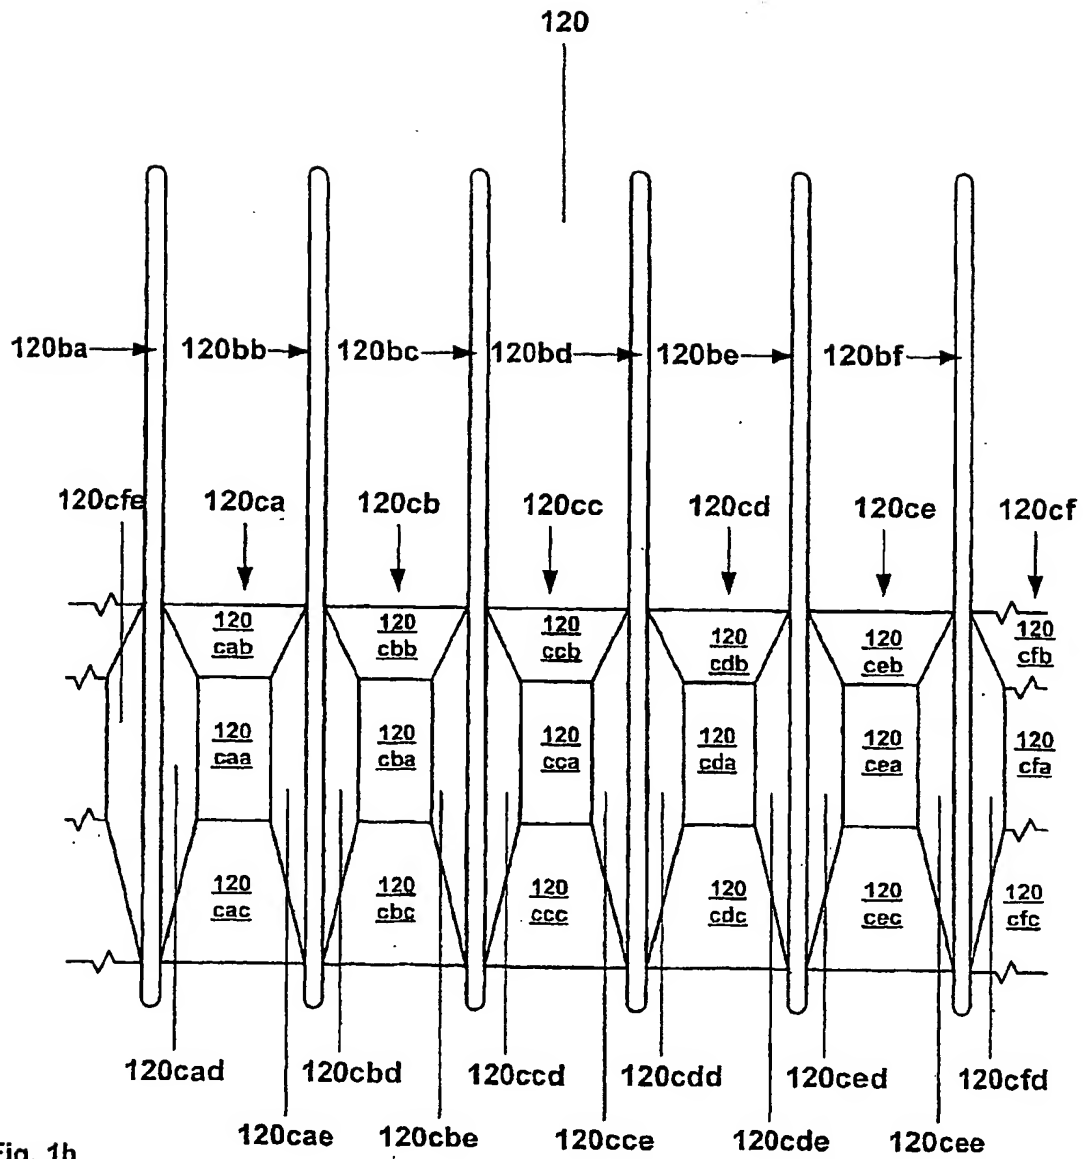 120
120ba 120bb 120bc 120bd 120be 120bf
120cfe 120ca 120cb 120cc 120cd 120ce 120cf
120 120 120 120 120 120
cab cbb ccb cdb ceb cfb
120 120 120 120 120 120
caa cba cca cda cea cfa
120 120 120 120 120 120
cac cbc ccc cdc cec cfc
120cad 120cbd 120ccd 120cdd 120ced 120cfd
120cae 120cbe 120cce 120cde 120cee
Fig. 1b